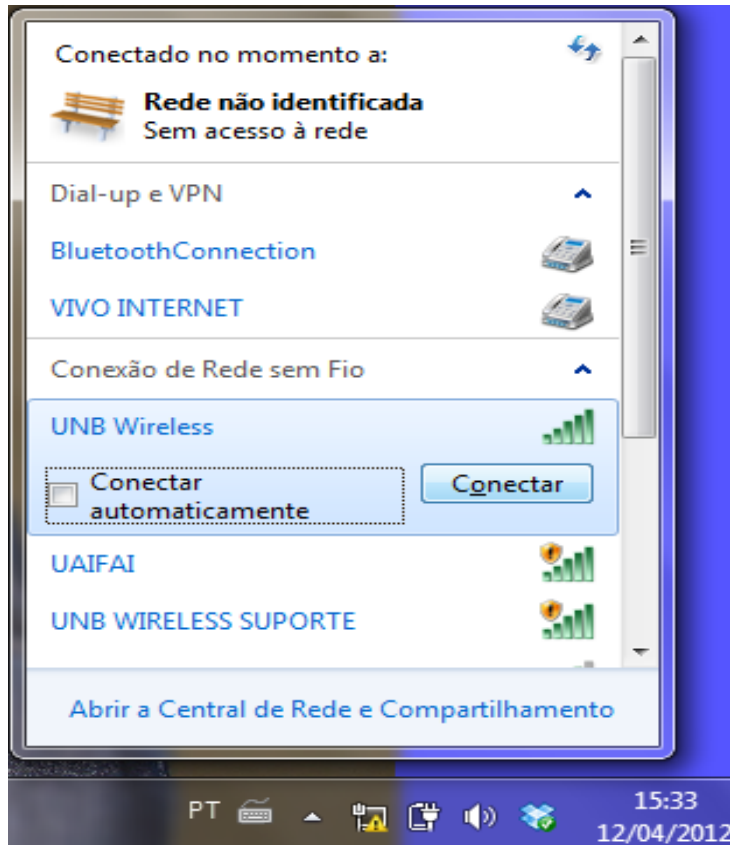 Conectado no momento a:
Rede não identificada
Sem acesso à rede
Dial-up e VPN
BluetoothConnection
VIVO INTERNET
Conexão de Rede sem Fio
UNB Wireless
Conectar
automaticamente
Conectar
UAIFAI
UNB WIRELESS SUPORTE
Abrir a Central de Rede e Compartilhamento
PT
15:33
12/04/2012